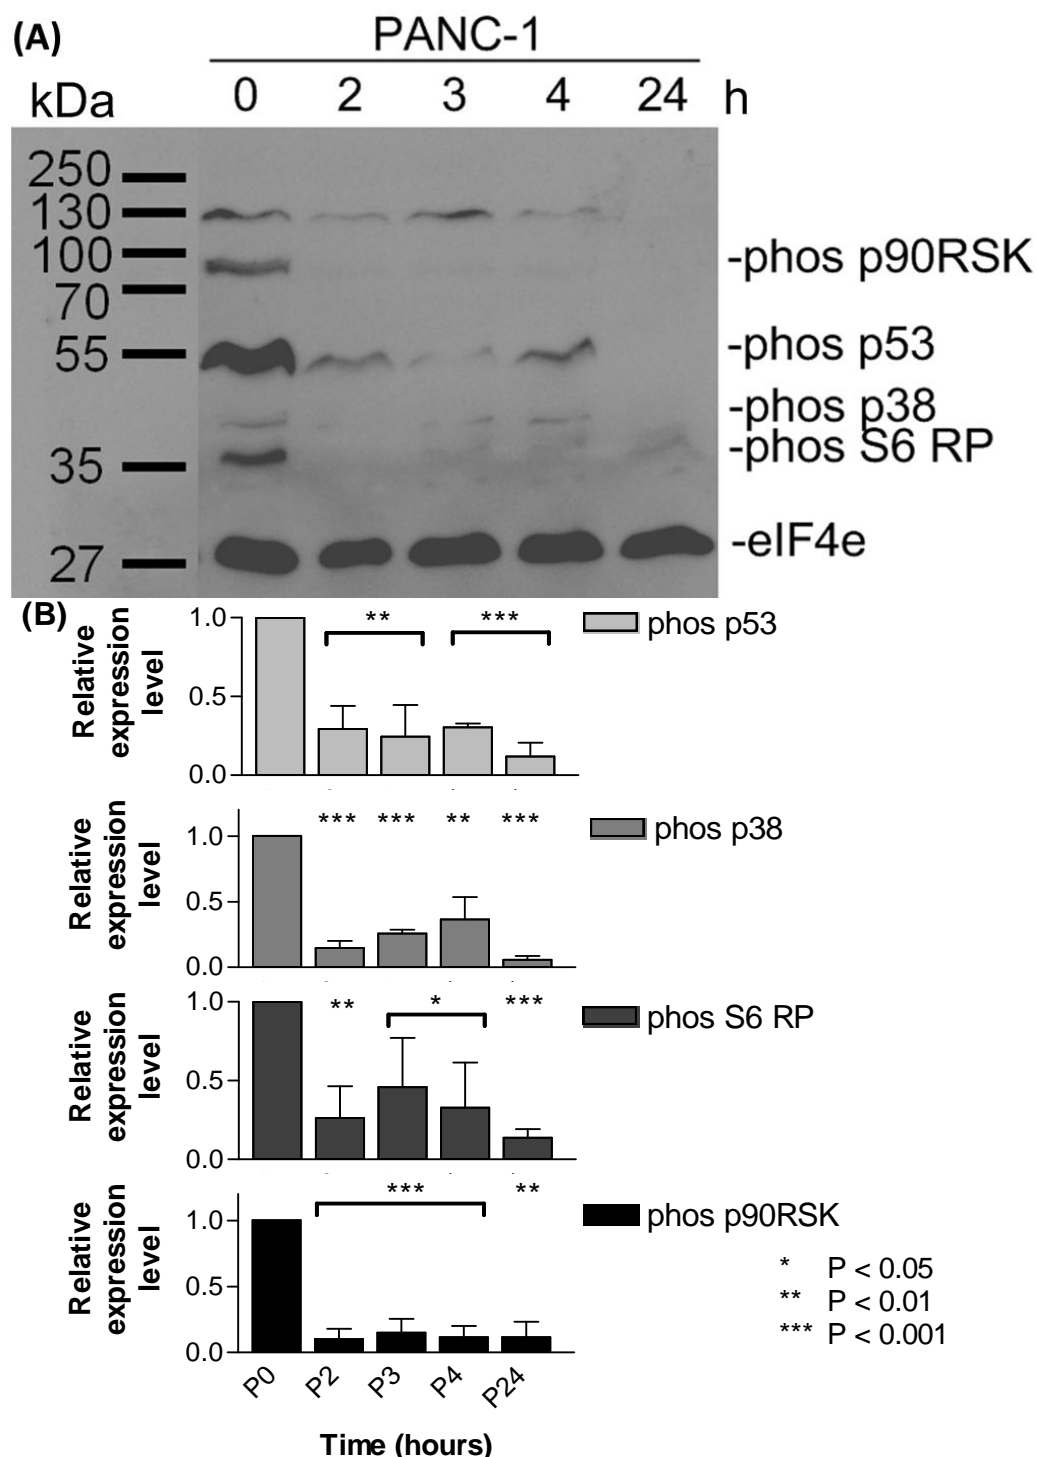 (A)
PANC-1
kDa 0 2 3 4 24 h
250
130
100
70
55
35
27
-phos p90RSK
-phos p53
-phos p38
-phos S6 RP
-eIF4e
(B)
Relative
expression
level
1.0
0.5
0.0
** ***
phos p53
Relative
expression
level
1.0
0.5
0.0
*** *** ** ***
phos p38
Relative
expression
level
1.0
0.5
0.0
** * ***
phos S6 RP
Relative
expression
level
1.0
0.5
0.0
*** **
phos p90RSK
* P < 0.05
** P < 0.01
*** P < 0.001
P0 P2 P3 P4 P24
Time (hours)